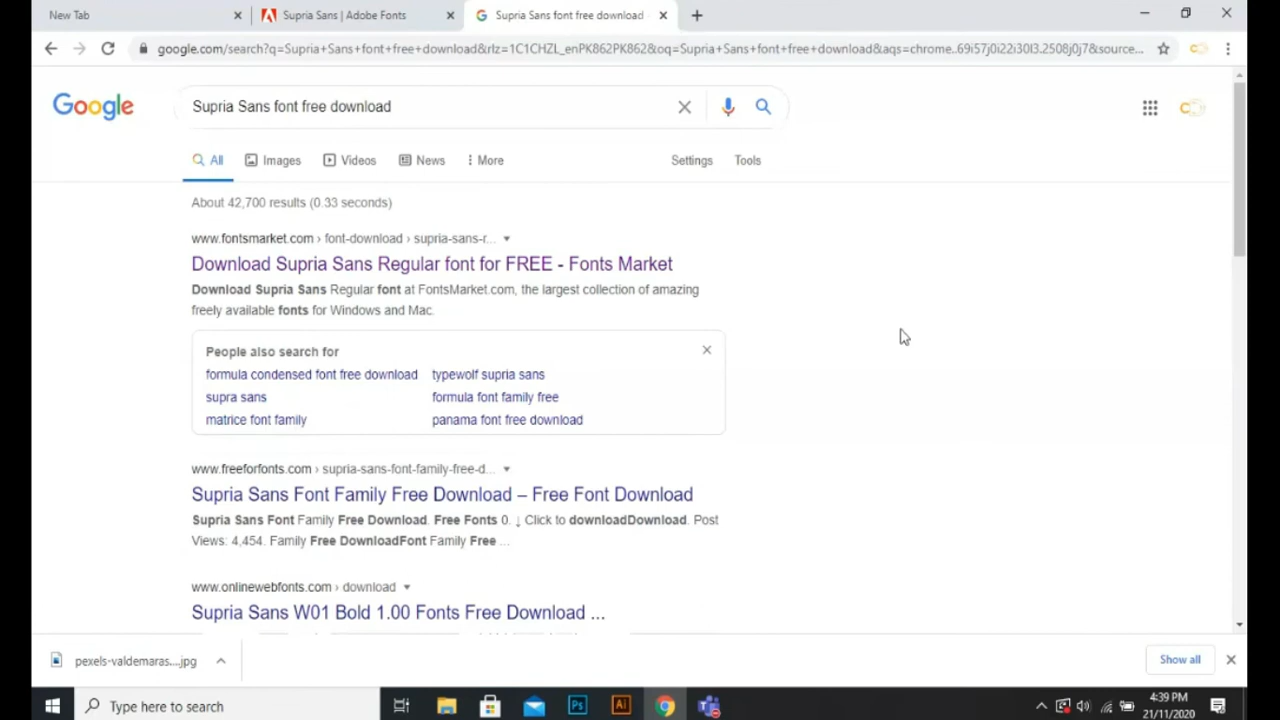 New Tab
Supria Sans | Adobe Fonts
Supria Sans font free download
google.com/search?q=Supria+Sans+font+free+download&rlz=1C1CHZL_enPK862PK862&oq=Supria+Sans+font+free+download&aqs=chrome..69i57j0i22i30l3.2508j0j7&source...
Google
Supria Sans font free download
All
Images
Videos
News
More
Settings
Tools
About 42,700 results (0.33 seconds)
www.fontsmarket.com › font-download › supria-sans-r...
Download Supria Sans Regular font for FREE - Fonts Market
Download Supria Sans Regular font at FontsMarket.com, the largest collection of amazing
freely available fonts for Windows and Mac.
People also search for
formula condensed font free download
typewolf supria sans
supra sans
formula font family free
matrice font family
panama font free download
www.freeforfonts.com › supria-sans-font-family-free-d...
Supria Sans Font Family Free Download – Free Font Download
Supria Sans Font Family Free Download. Free Fonts 0. ↓ Click to downloadDownload. Post
Views: 4,454. Family Free DownloadFont Family Free ...
www.onlinewebfonts.com › download
Supria Sans W01 Bold 1.00 Fonts Free Download ...
pexels-valdemaras....jpg
Show all
Type here to search
Ps
Ai
4:39 PM
21/11/2020